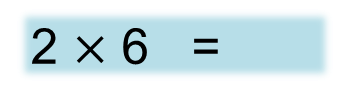 2 × 6 =